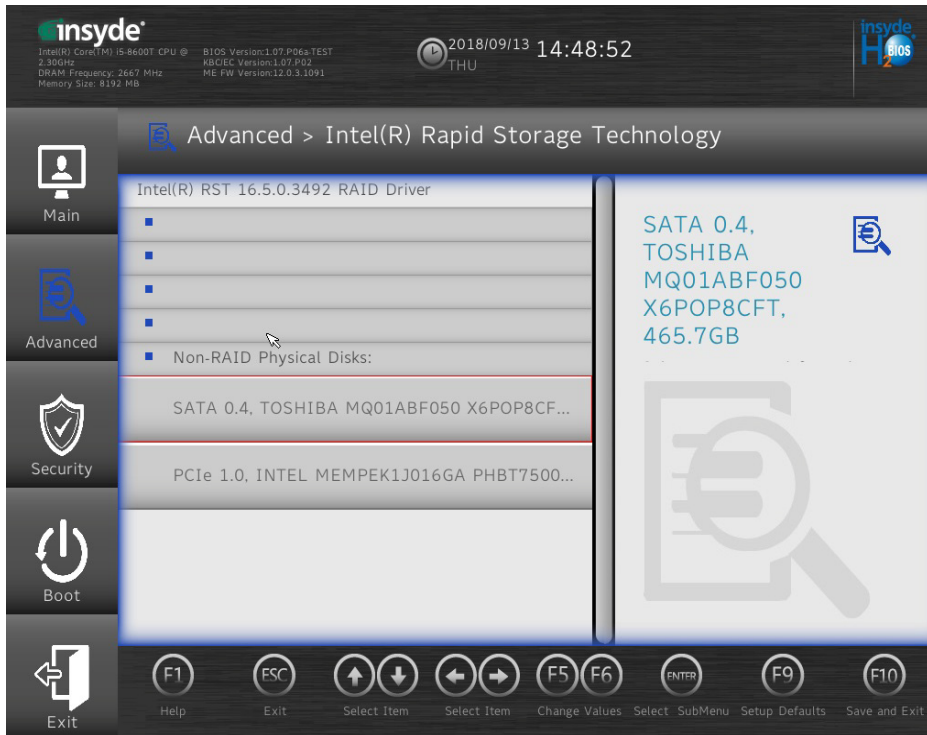 insyde
Intel(R) Core(TM) i5-8600T CPU @ 2.30GHz
DRAM Frequency: 2667 MHz
Memory Size: 8192 MB
BIOS Version:1.07.P06a-TEST
KBC/EC Version:1.07.P02
ME FW Version:12.0.3.1091
2018/09/13 14:48:52
THU
insyde
H2O
BIOS
Advanced > Intel(R) Rapid Storage Technology
Main
Advanced
Security
Boot
Exit
Intel(R) RST 16.5.0.3492 RAID Driver
Non-RAID Physical Disks:
SATA 0.4, TOSHIBA MQ01ABF050 X6POP8CF...
PCIe 1.0, INTEL MEMPEK1J016GA PHBT7500...
SATA 0.4,
TOSHIBA
MQ01ABF050
X6POP8CFT,
465.7GB
F1
Help
ESC
Exit
Select Item
Select Item
F5 F6
Change Values
ENTER
Select SubMenu
F9
Setup Defaults
F10
Save and Exit